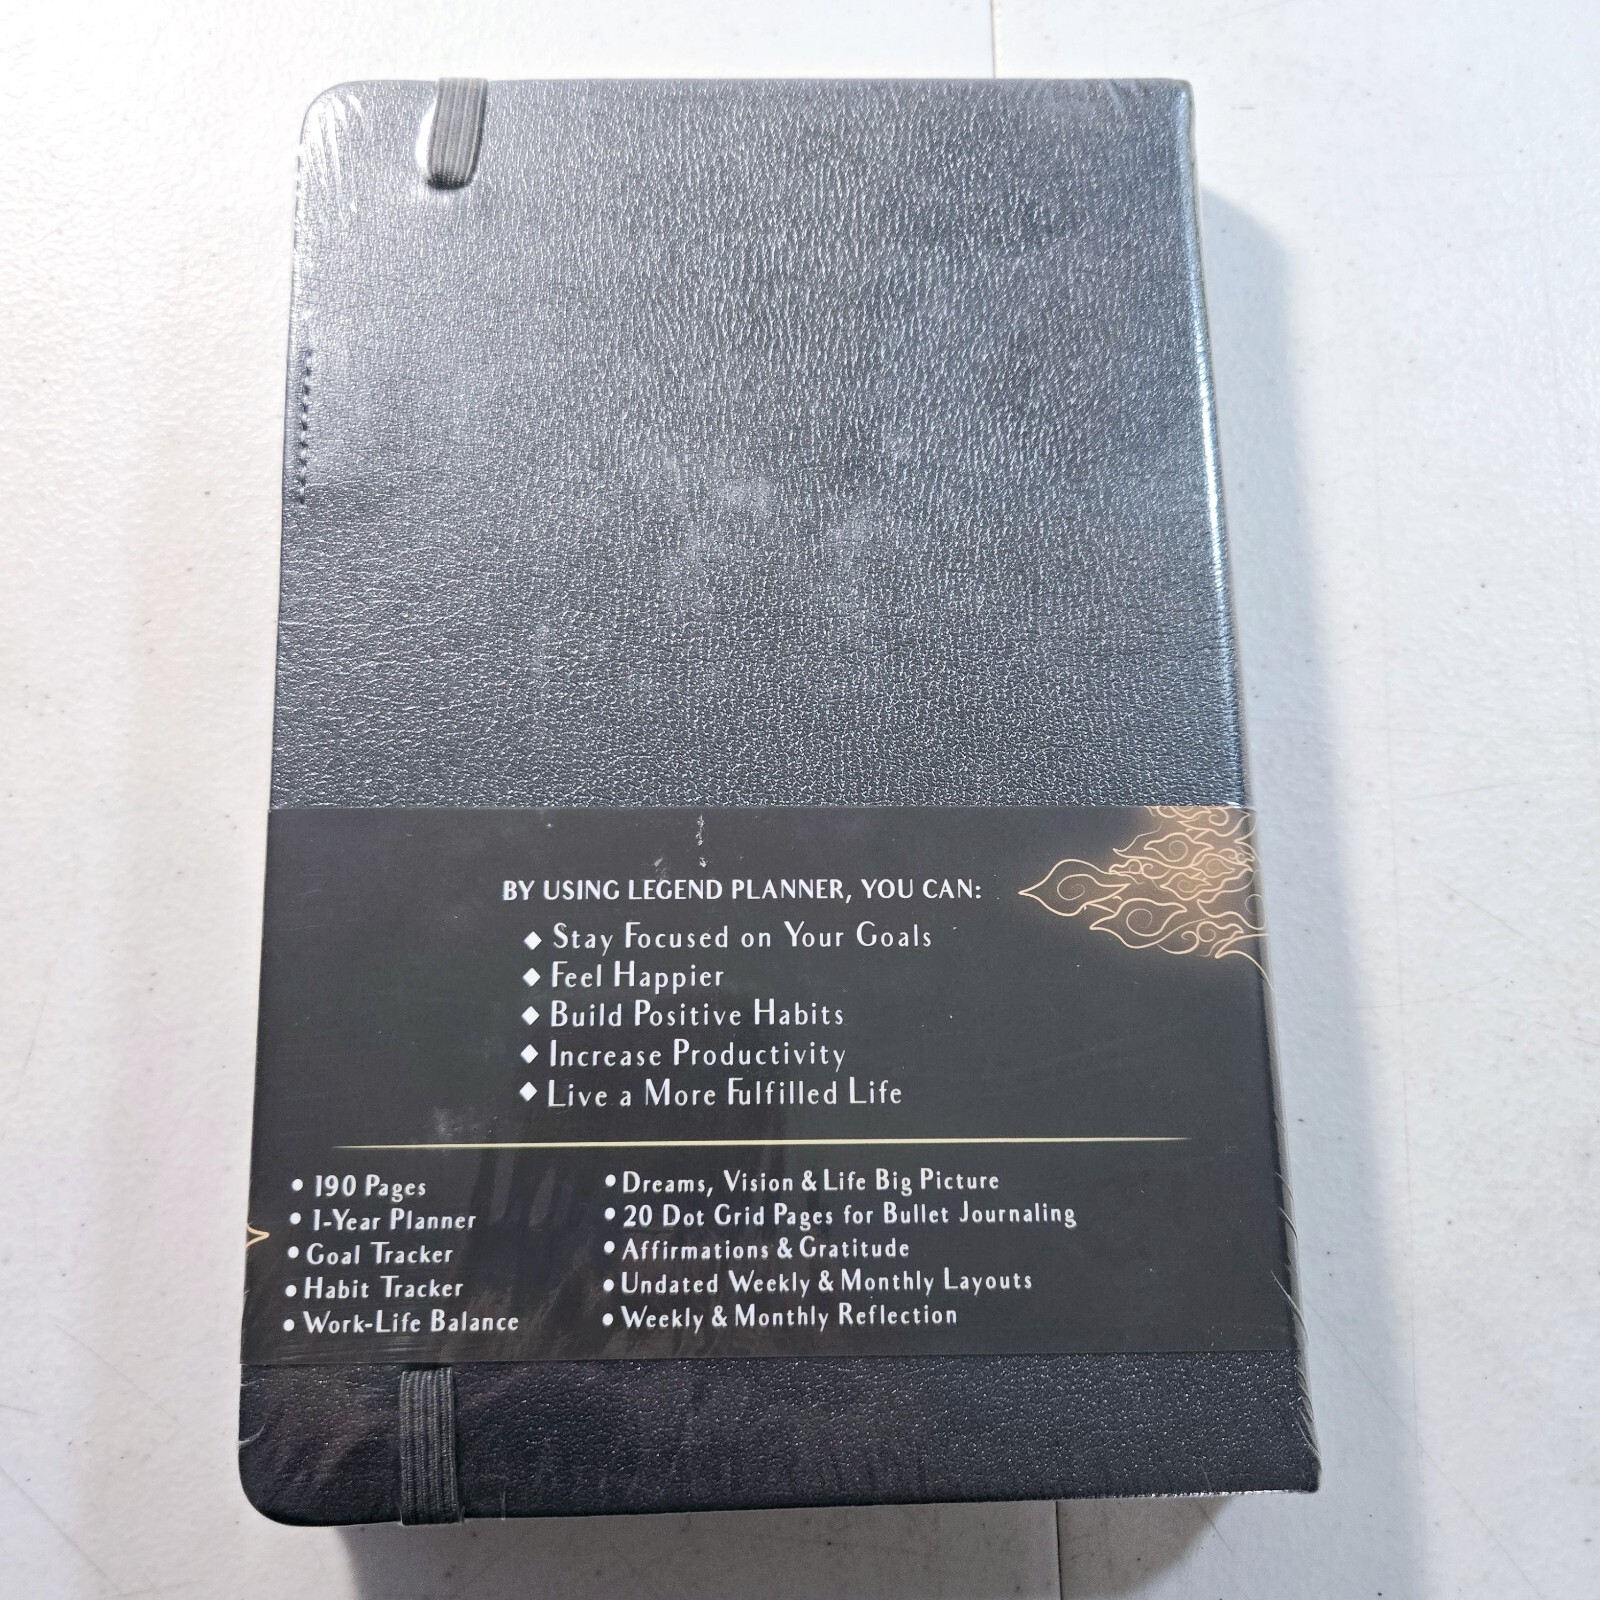 BY USING LEGEND PLANNER, YOU CAN:
◆ Stay Focused on Your Goals
◆ Feel Happier
◆ Build Positive Habits
◆ Increase Productivity
◆ Live a More Fulfilled Life
• 190 Pages
• 1-Year Planner
• Goal Tracker
• Habit Tracker
• Work-Life Balance
• Dreams, Vision & Life Big Picture
• 20 Dot Grid Pages for Bullet Journaling
• Affirmations & Gratitude
• Undated Weekly & Monthly Layouts
• Weekly & Monthly Reflection